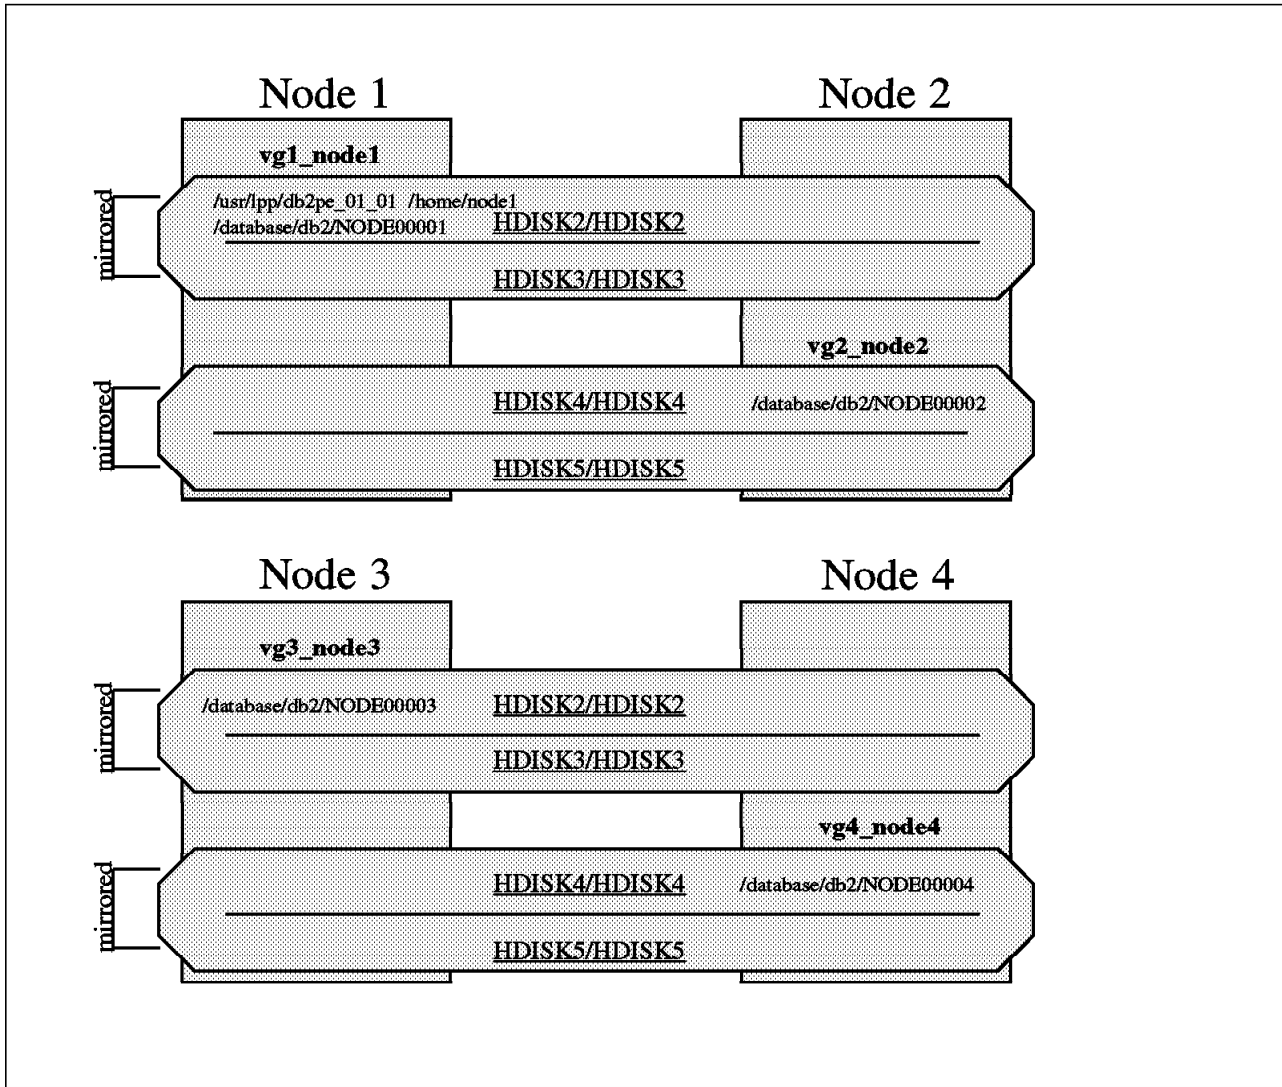 Node 1
Node 2
vg1_node1
mirrored
/usr/lpp/db2pe_01_01 /home/node1
/database/db2/NODE00001
HDISK2/HDISK2
HDISK3/HDISK3
vg2_node2
mirrored
HDISK4/HDISK4
/database/db2/NODE00002
HDISK5/HDISK5
Node 3
Node 4
vg3_node3
mirrored
/database/db2/NODE00003
HDISK2/HDISK2
HDISK3/HDISK3
vg4_node4
mirrored
HDISK4/HDISK4
/database/db2/NODE00004
HDISK5/HDISK5